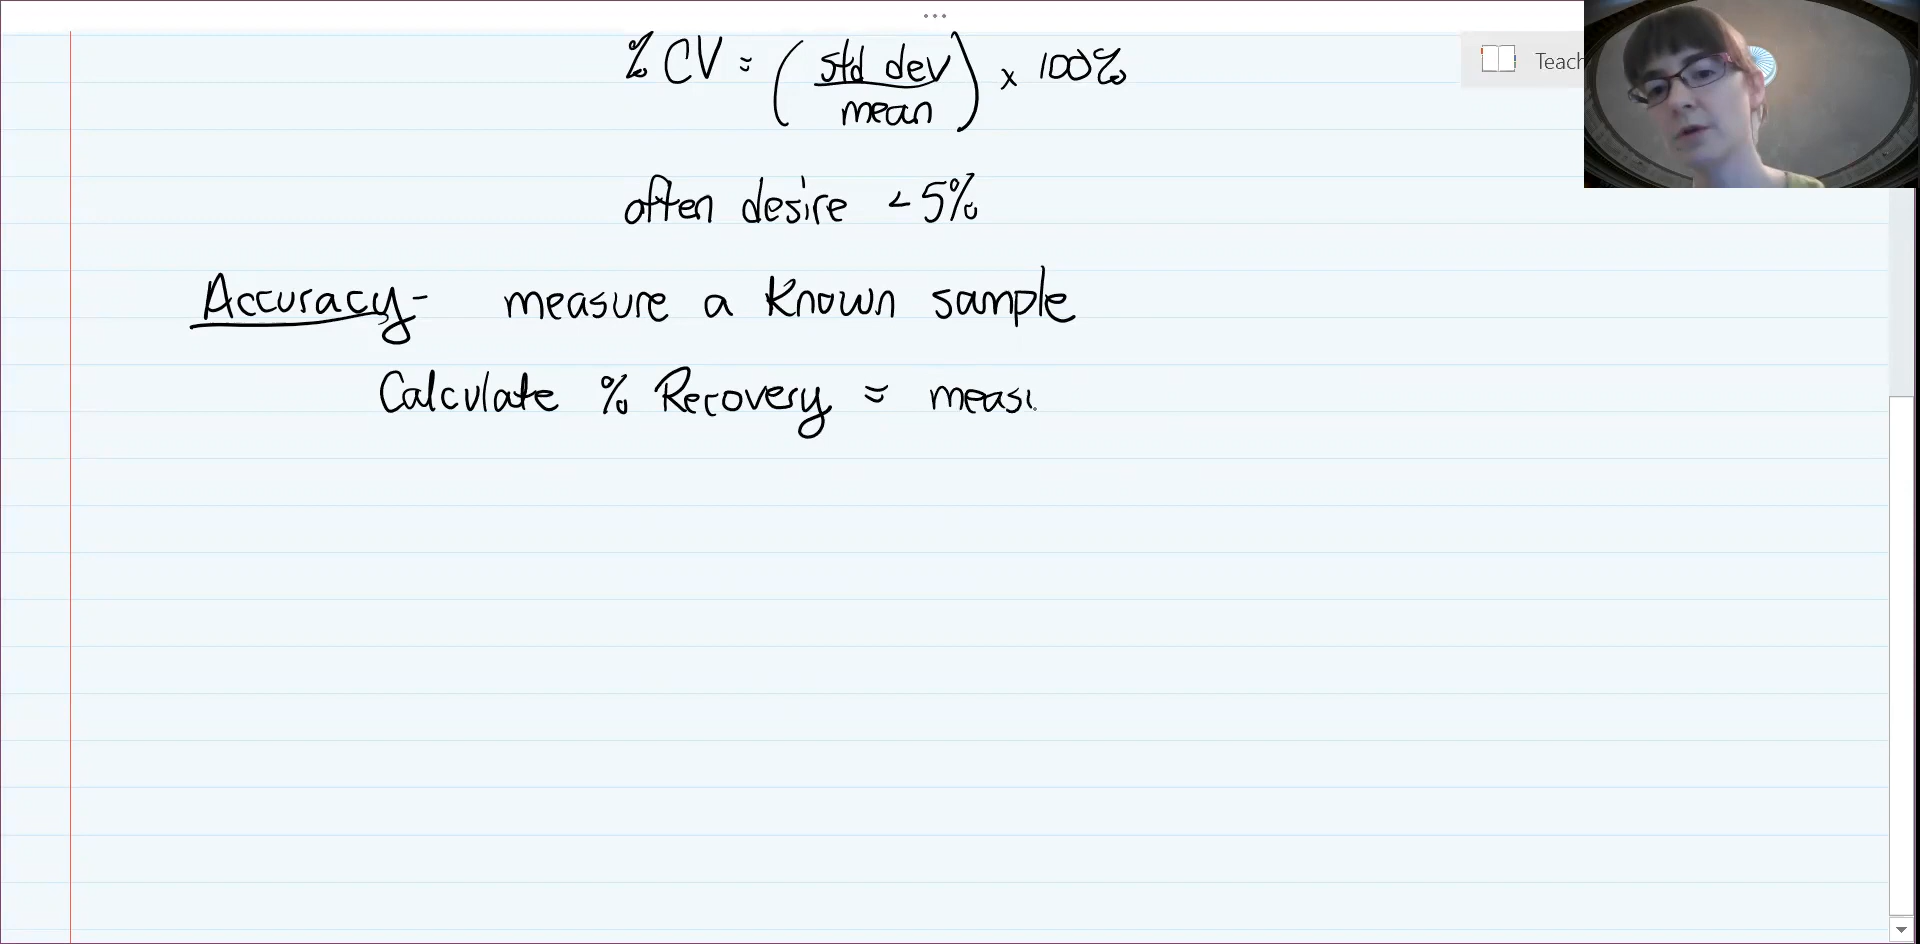 % CV = (std dev / mean) x 100%
Teach
often desire < 5%
Accuracy - measure a known sample
Calculate % Recovery = meas